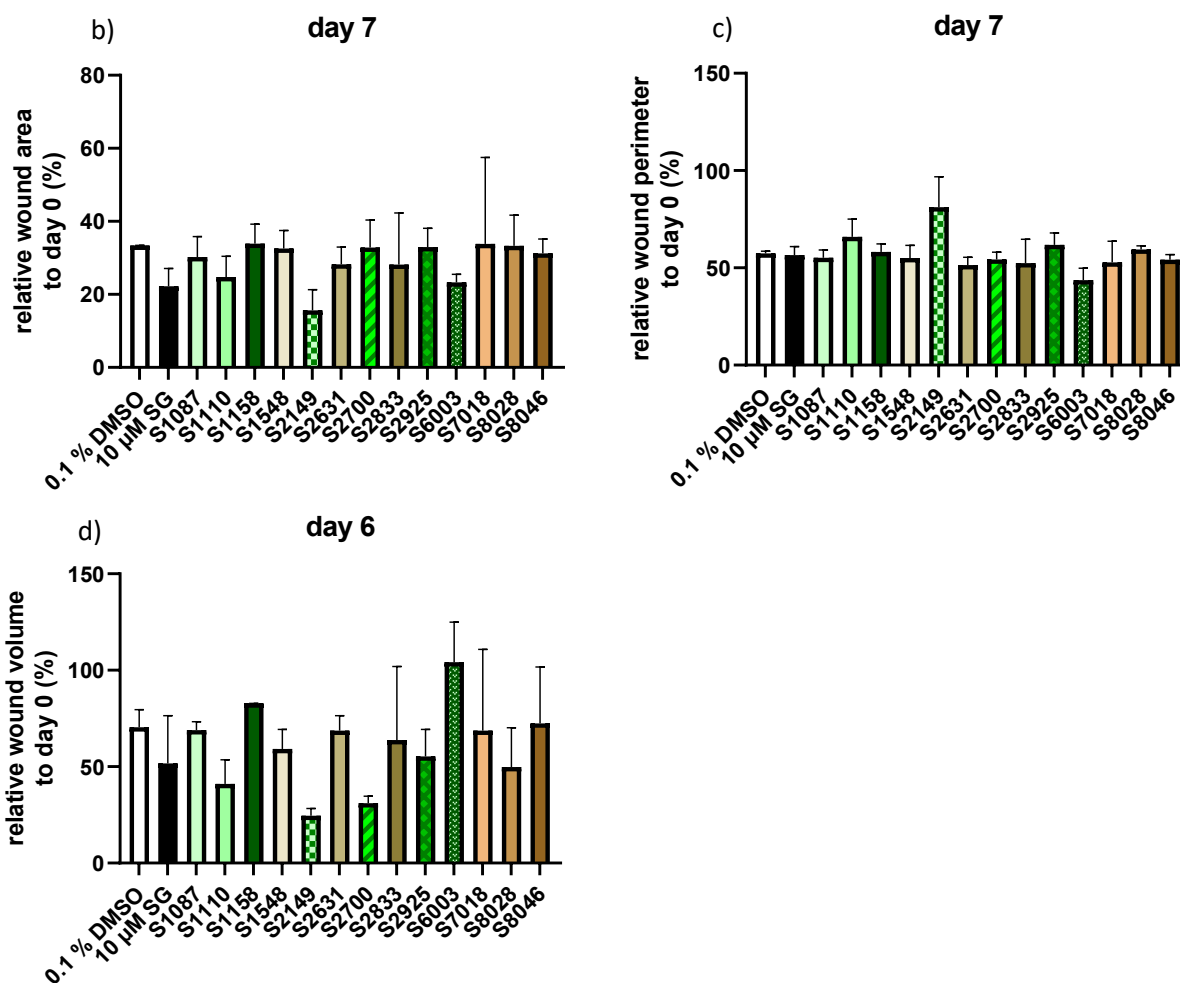 b)
day 7
relative wound area
to day 0 (%)
80
60
40
20
0
0.1 % DMSO
10 µM SG
S1087
S1110
S1158
S1548
S2149
S2631
S2700
S2833
S2925
S6003
S7018
S8028
S8046
c)
day 7
relative wound perimeter
to day 0 (%)
150
100
50
0
0.1 % DMSO
10 µM SG
S1087
S1110
S1158
S1548
S2149
S2631
S2700
S2833
S2925
S6003
S7018
S8028
S8046
d)
day 6
relative wound volume
to day 0 (%)
150
100
50
0
0.1 % DMSO
10 µM SG
S1087
S1110
S1158
S1548
S2149
S2631
S2700
S2833
S2925
S6003
S7018
S8028
S8046